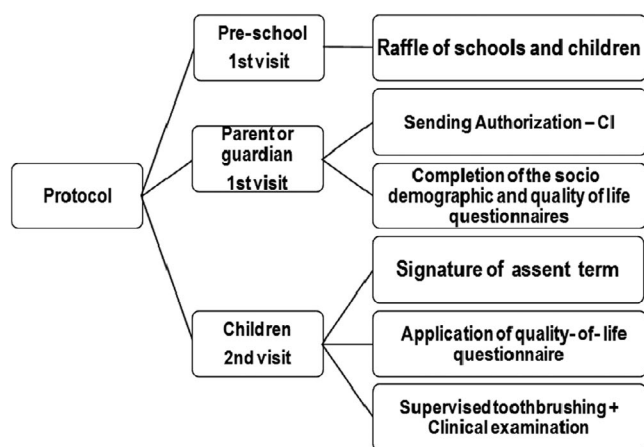 Protocol
Pre-school
1st visit
Raffle of schools and children
Parent or
guardian
1st visit
Sending Authorization – CI
Completion of the socio
demographic and quality of life
questionnaires
Children
2nd visit
Signature of assent term
Application of quality-of- life
questionnaire
Supervised toothbrushing +
Clinical examination